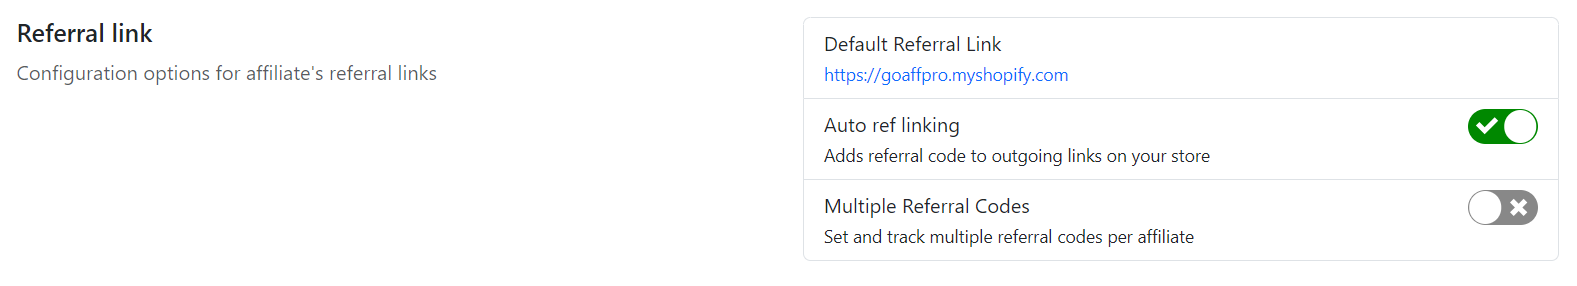 Referral link
Configuration options for affiliate's referral links
Default Referral Link
https://goaffpro.myshopify.com
Auto ref linking
Adds referral code to outgoing links on your store
Multiple Referral Codes
Set and track multiple referral codes per affiliate